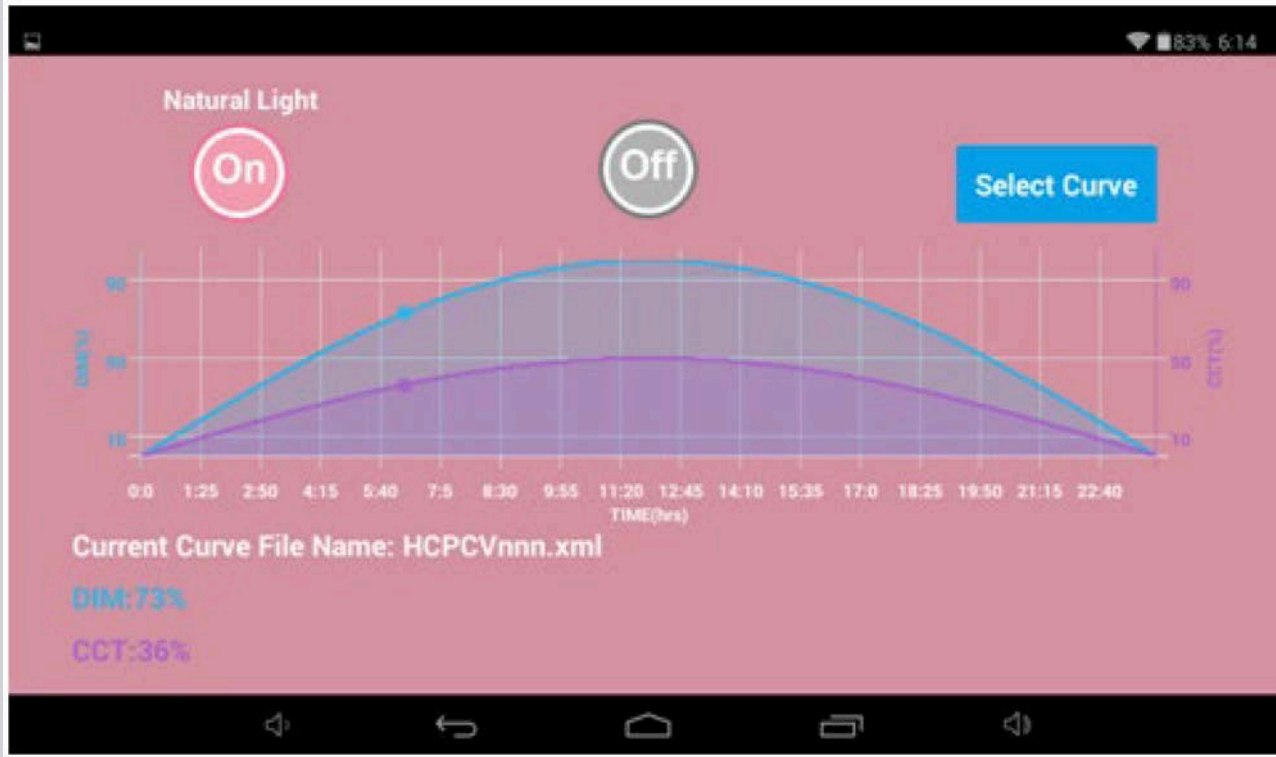 83% 6:14
Natural Light
On
Off
Select Curve
90
90
DIM(%)
50
50
CCT(%)
10
10
0:0 1:25 2:50 4:15 5:40 7:5 8:30 9:55 11:20 12:45 14:10 15:35 17:0 18:25 19:50 21:15 22:40
TIME(hrs)
Current Curve File Name: HCPCVnnn.xml
DIM:73%
CCT:36%